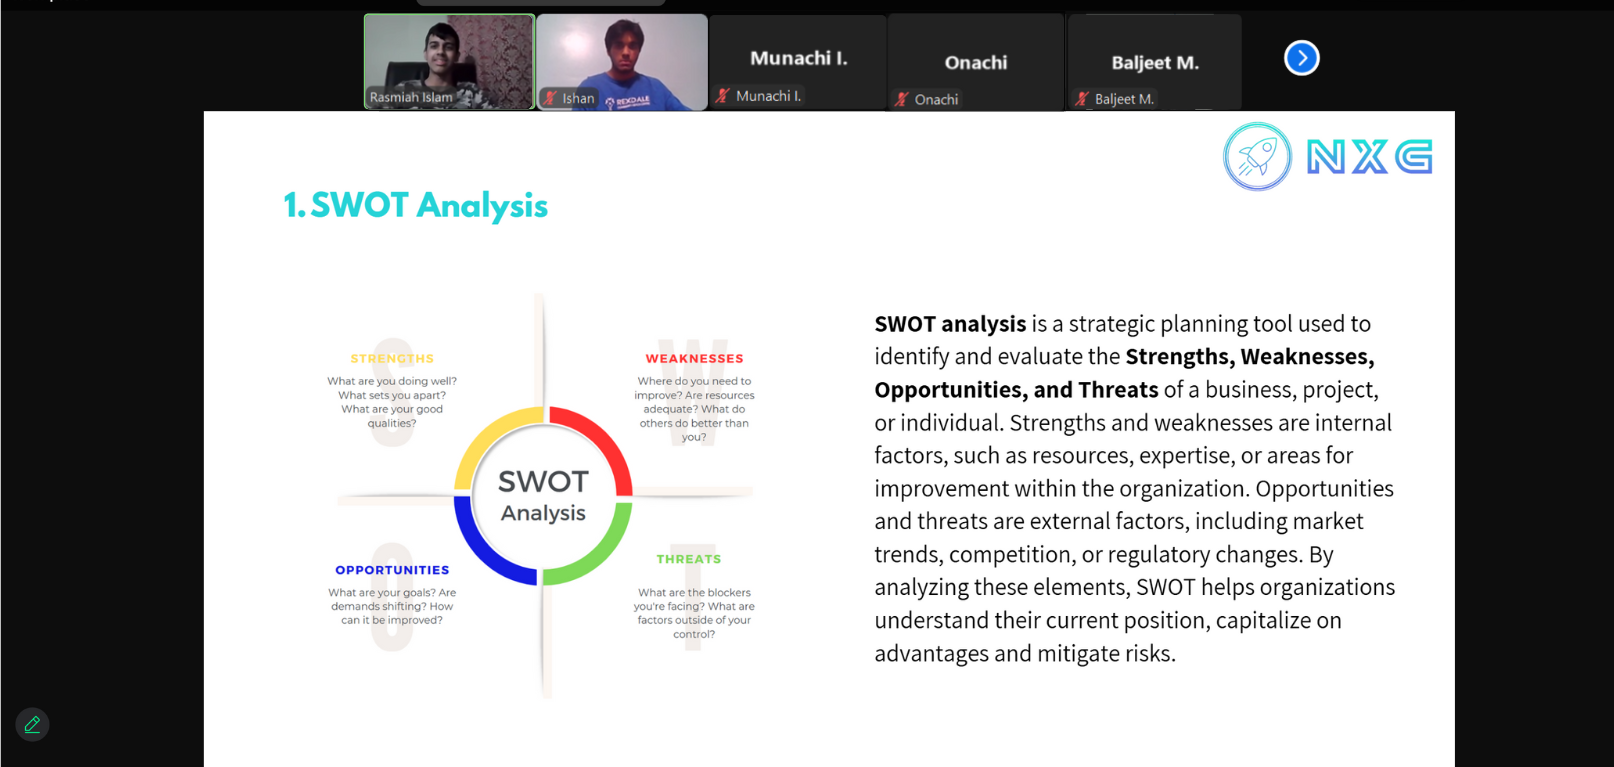 Rasmiah Islam
Ishan
REXDALE
Munachi I.
Munachi I.
Onachi
Onachi
Baljeet M.
Baljeet M.
NXG
1. SWOT Analysis
STRENGTHS
What are you doing well?
What sets you apart?
What are your good
qualities?
WEAKNESSES
Where do you need to
improve? Are resources
adequate? What do
others do better than
you?
SWOT
Analysis
OPPORTUNITIES
What are your goals? Are
demands shifting? How
can it be improved?
THREATS
What are the blockers
you're facing? What are
factors outside of your
control?
S
W
O
T
SWOT analysis is a strategic planning tool used to
identify and evaluate the Strengths, Weaknesses,
Opportunities, and Threats of a business, project,
or individual. Strengths and weaknesses are internal
factors, such as resources, expertise, or areas for
improvement within the organization. Opportunities
and threats are external factors, including market
trends, competition, or regulatory changes. By
analyzing these elements, SWOT helps organizations
understand their current position, capitalize on
advantages and mitigate risks.